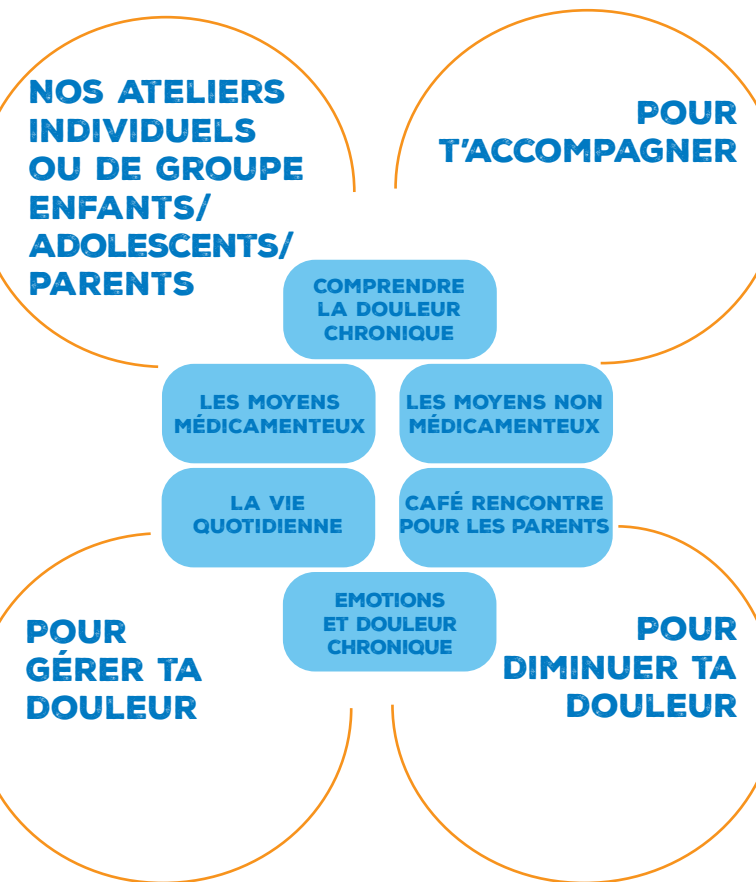 NOS ATELIERS
INDIVIDUELS
OU DE GROUPE
ENFANTS/
ADOLESCENTS/
PARENTS
POUR
T'ACCOMPAGNER
COMPRENDRE
LA DOULEUR
CHRONIQUE
LES MOYENS
MÉDICAMENTEUX
LES MOYENS NON
MÉDICAMENTEUX
LA VIE
QUOTIDIENNE
CAFÉ RENCONTRE
POUR LES PARENTS
EMOTIONS
ET DOULEUR
CHRONIQUE
POUR
GÉRER TA
DOULEUR
POUR
DIMINUER TA
DOULEUR